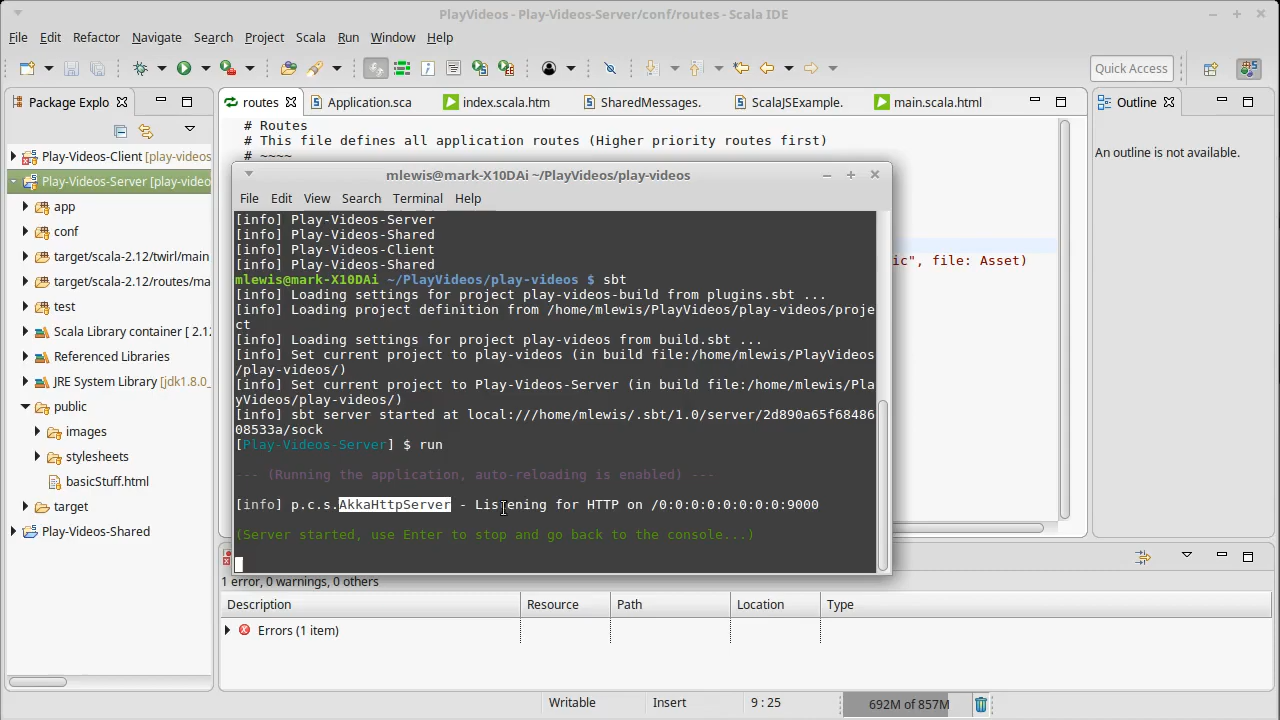 PlayVideos - Play-Videos-Server/conf/routes - Scala IDE
File Edit Refactor Navigate Search Project Scala Run Window Help
Quick Access
Package Explo
routes
Application.sca
index.scala.htm
SharedMessages.
ScalaJSExample.
main.scala.html
Outline
# Routes
# This file defines all application routes (Higher priority routes first)
# ~~~~
An outline is not available.
Play-Videos-Client [play-videos
Play-Videos-Server [play-video
app
conf
target/scala-2.12/twirl/main
target/scala-2.12/routes/ma
test
Scala Library container [ 2.12
Referenced Libraries
JRE System Library [jdk1.8.0_
public
images
stylesheets
basicStuff.html
target
Play-Videos-Shared
ic", file: Asset)
mlewis@mark-X10DAi ~/PlayVideos/play-videos
File Edit View Search Terminal Help
[info] Play-Videos-Server
[info] Play-Videos-Shared
[info] Play-Videos-Client
[info] Play-Videos-Shared
mlewis@mark-X10DAi ~/PlayVideos/play-videos $ sbt
[info] Loading settings for project play-videos-build from plugins.sbt ...
[info] Loading project definition from /home/mlewis/PlayVideos/play-videos/proje
ct
[info] Loading settings for project play-videos from build.sbt ...
[info] Set current project to play-videos (in build file:/home/mlewis/PlayVideos
/play-videos/)
[info] Set current project to Play-Videos-Server (in build file:/home/mlewis/Pla
yVideos/play-videos/)
[info] sbt server started at local:///home/mlewis/.sbt/1.0/server/2d890a65f68486
08533a/sock
[Play-Videos-Server] $ run
--- (Running the application, auto-reloading is enabled) ---
[info] p.c.s.AkkaHttpServer - Listening for HTTP on /0:0:0:0:0:0:0:0:9000
(Server started, use Enter to stop and go back to the console...)
1 error, 0 warnings, 0 others
Description Resource Path Location Type
Errors (1 item)
Writable Insert 9 : 25 692M of 857M